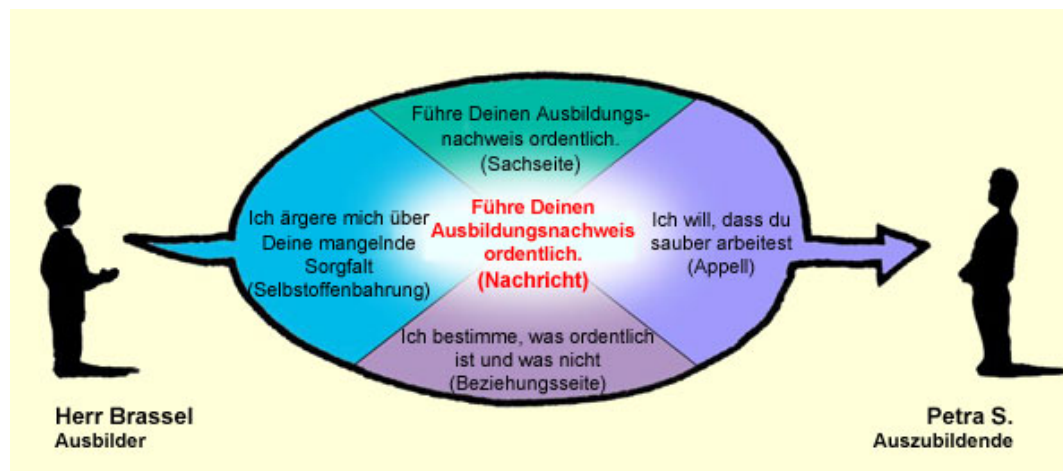 Führe Deinen Ausbildungs-
nachweis ordentlich.
(Sachseite)
Ich ärgere mich über
Deine mangelnde
Sorgfalt
(Selbstoffenbahrung)
Führe Deinen
Ausbildungsnachweis
ordentlich.
(Nachricht)
Ich will, dass du
sauber arbeitest
(Appell)
Ich bestimme, was ordentlich
ist und was nicht
(Beziehungsseite)
Herr Brassel
Ausbilder
Petra S.
Auszubildende